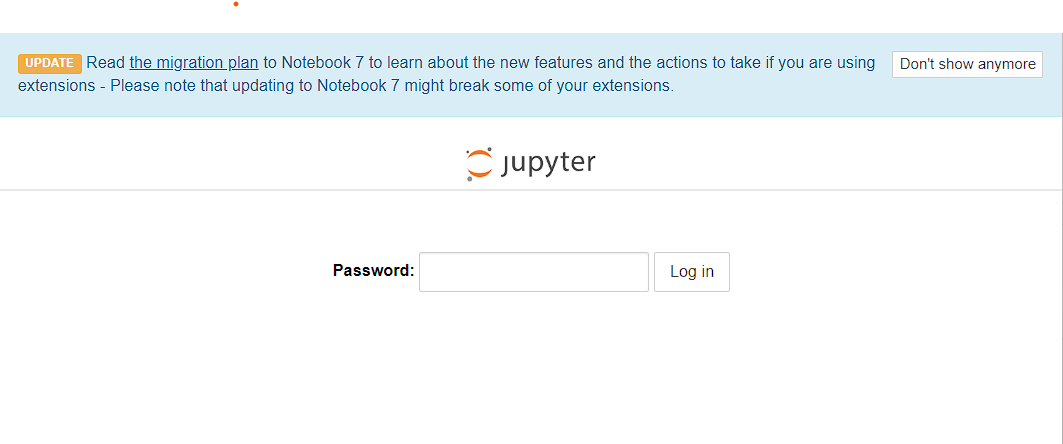 UPDATE Read the migration plan to Notebook 7 to learn about the new features and the actions to take if you are using Don't show anymore
extensions - Please note that updating to Notebook 7 might break some of your extensions.
jupyter
Password: Log in